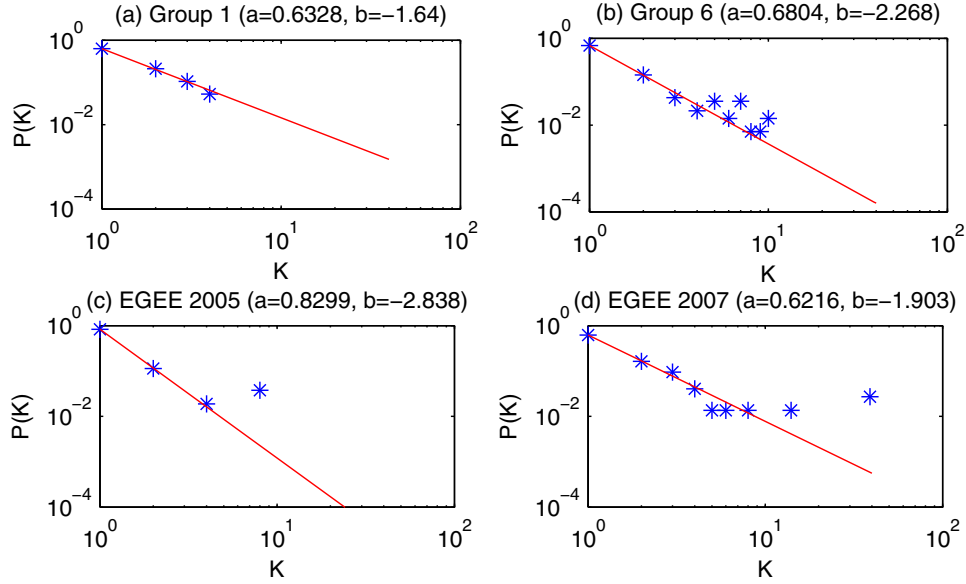 (a) Group 1 (a=0.6328, b=−1.64)
P(K)
10^0
10^−2
10^−4
10^0 10^1 10^2
K
(b) Group 6 (a=0.6804, b=−2.268)
P(K)
10^0
10^−2
10^−4
10^0 10^1 10^2
K
(c) EGEE 2005 (a=0.8299, b=−2.838)
P(K)
10^0
10^−2
10^−4
10^0 10^1 10^2
K
(d) EGEE 2007 (a=0.6216, b=−1.903)
P(K)
10^0
10^−2
10^−4
10^0 10^1 10^2
K